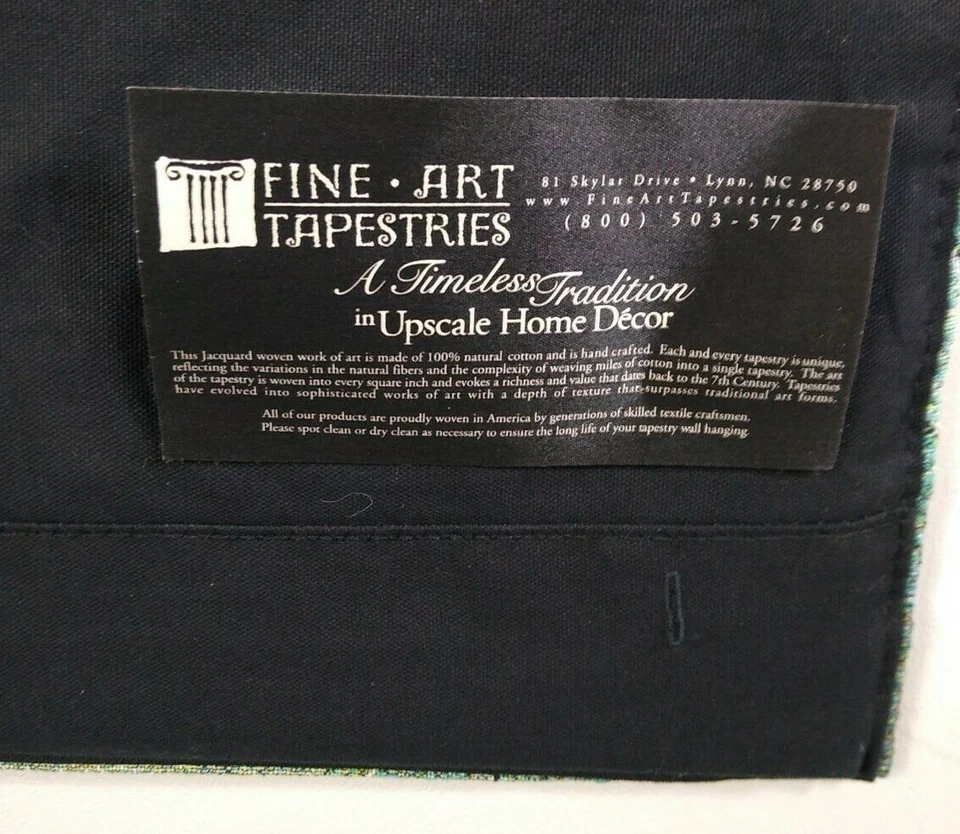 FINE • ART
TAPESTRIES
81 Skylar Drive • Lynn, NC 28750
www.FineArtTapestries.com
(800) 503-5726
A Timeless Tradition
in Upscale Home Décor
This Jacquard woven work of art is made of 100% natural cotton and is hand crafted. Each and every tapestry is unique,
reflecting the variations in the natural fibers and the complexity of weaving miles of cotton into a single tapestry. The art
of the tapestry is woven into every square inch and evokes a richness and value that dates back to the 7th Century. Tapestries
have evolved into sophisticated works of art with a depth of texture that surpasses traditional art forms.
All of our products are proudly woven in America by generations of skilled textile craftsmen.
Please spot clean or dry clean as necessary to ensure the long life of your tapestry wall hanging.